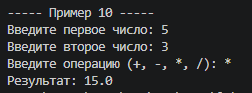 ----- Пример 10 -----
Введите первое число: 5
Введите второе число: 3
Введите операцию (+, -, *, /): *
Результат: 15.0